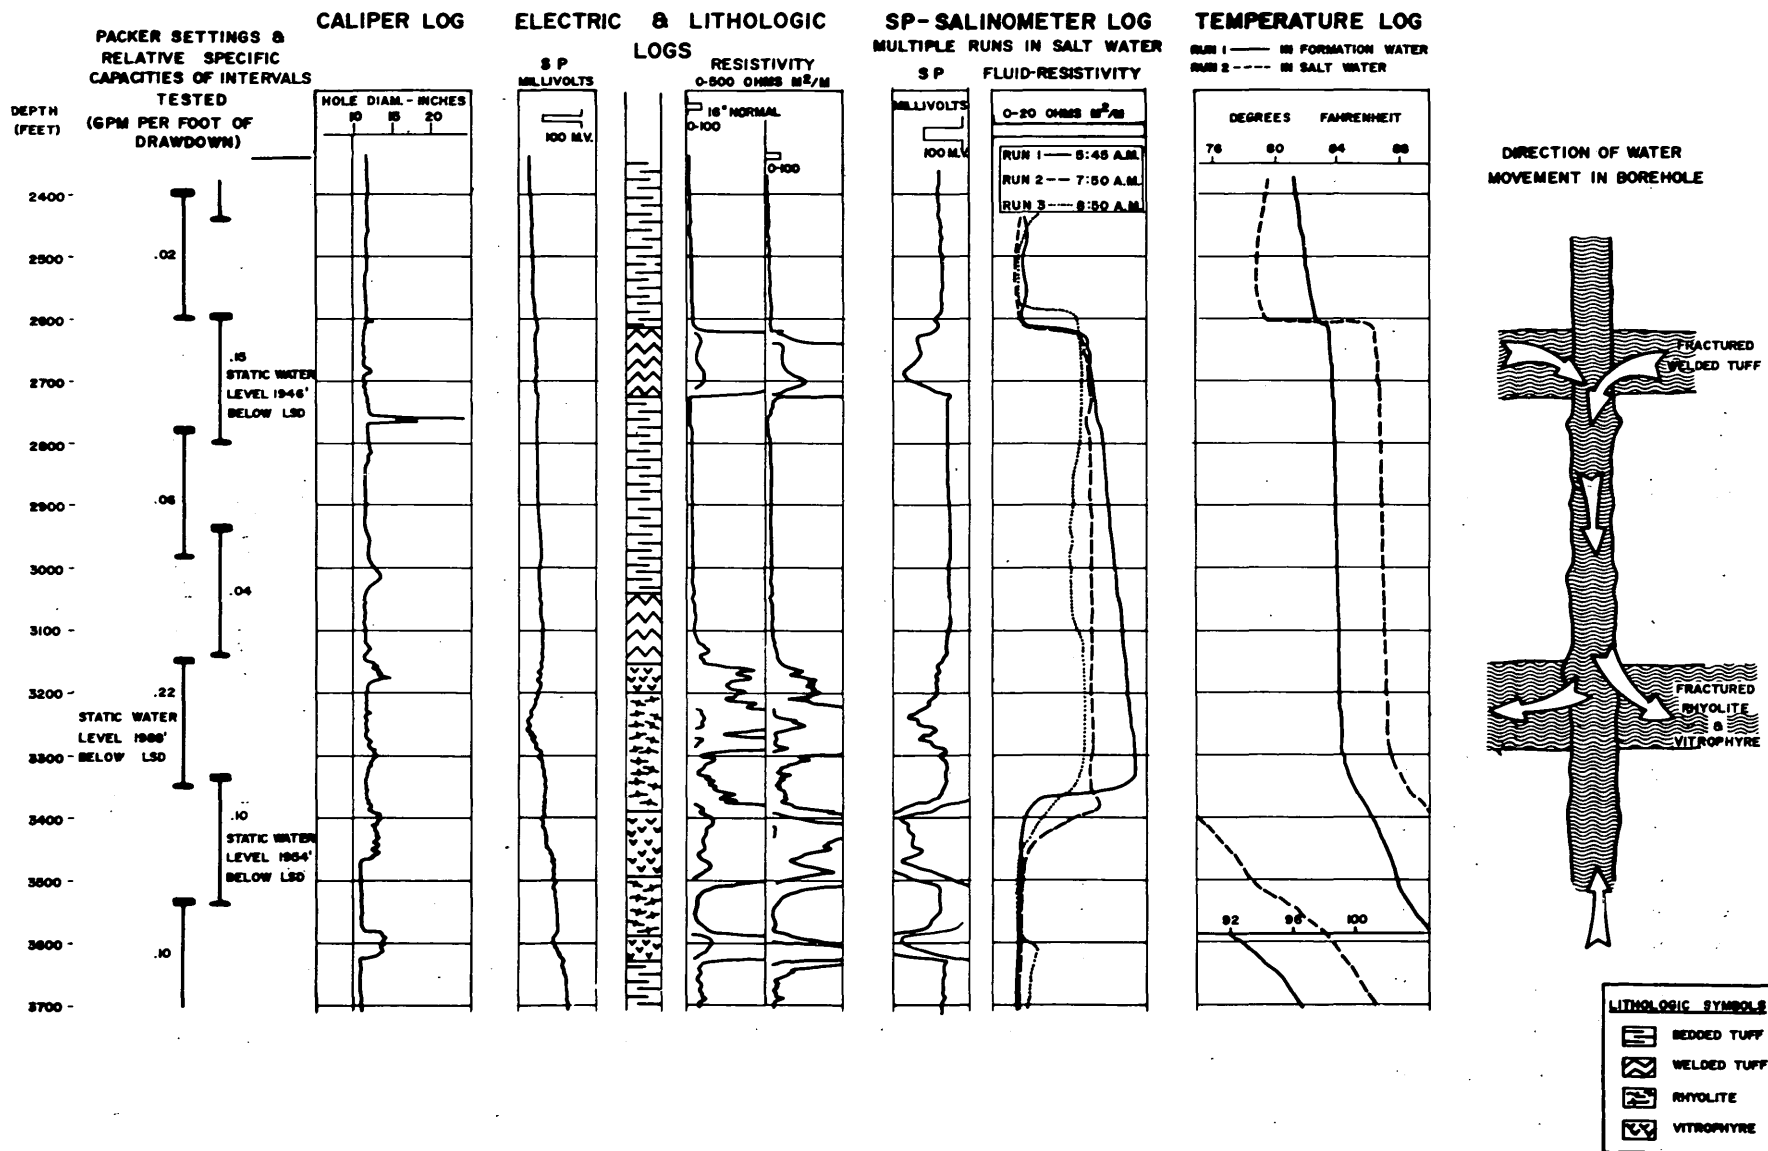 PACKER SETTINGS &
RELATIVE SPECIFIC
CAPACITIES OF INTERVALS
TESTED
(GPM PER FOOT OF
DRAWDOWN)
DEPTH
(FEET)
2400
2500
2600
2700
2800
2900
3000
3100
3200
3300
3400
3500
3600
3700
.02
.15
STATIC WATER
LEVEL 1946'
BELOW LSD
.06
.04
.22
STATIC WATER
LEVEL 1988'
BELOW LSD
.10
STATIC WATER
LEVEL 1954'
BELOW LSD
.10
CALIPER LOG
HOLE DIAM. - INCHES
10 15 20
ELECTRIC & LITHOLOGIC
LOGS
SP
MILLIVOLTS
100 M.V.
RESISTIVITY
0-500 OHMS M²/M
16" NORMAL
0-100
0-100
SP-SALINOMETER LOG
MULTIPLE RUNS IN SALT WATER
SP
MILLIVOLTS
100 M.V.
FLUID-RESISTIVITY
0-20 OHMS M²/M
RUN 1 5:45 A.M.
RUN 2 7:50 A.M.
RUN 3 8:50 A.M.
TEMPERATURE LOG
RUN 1 IN FORMATION WATER
RUN 2 IN SALT WATER
DEGREES FAHRENHEIT
76 80 84 88
92 96 100
DIRECTION OF WATER
MOVEMENT IN BOREHOLE
FRACTURED
WELDED TUFF
FRACTURED
RHYOLITE
&
VITROPHYRE
LITHOLOGIC SYMBOLS
BEDDED TUFF
WELDED TUFF
RHYOLITE
VITROPHYRE